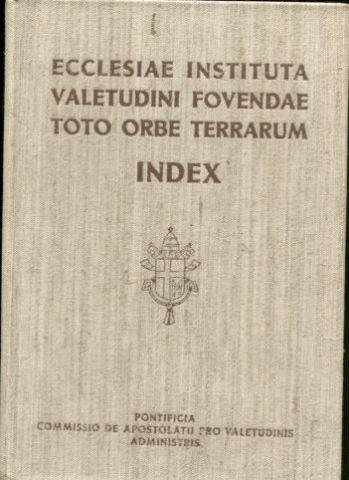 ECCLESIAE INSTITUTA
VALETUDINI FOVENDAE
TOTO ORBE TERRARUM
INDEX
PONTIFICIA
COMMISSIO DE APOSTOLATU PRO VALETUDINIS
ADMINISTRIS